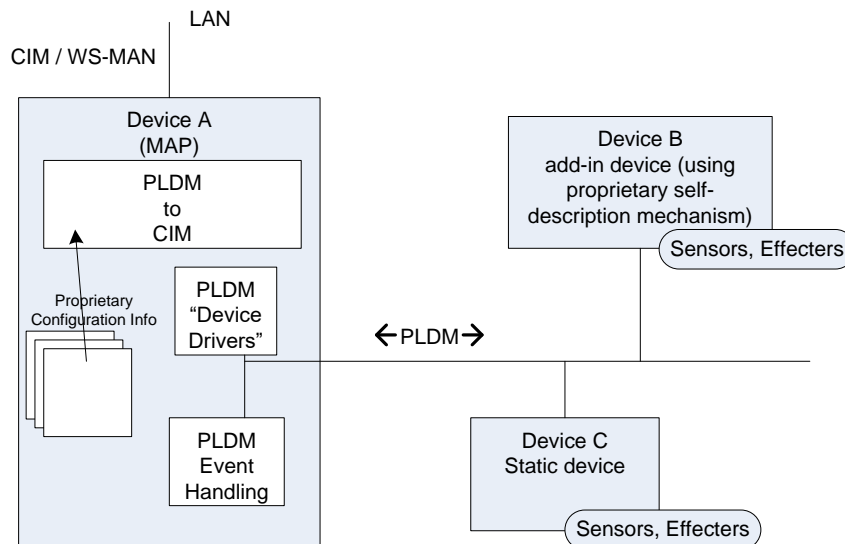 LAN
CIM / WS-MAN
Device A
(MAP)
PLDM
to
CIM
Proprietary
Configuration Info
PLDM
“Device
Drivers”
PLDM
Event
Handling
←PLDM→
Device B
add-in device (using
proprietary self-
description mechanism)
Sensors, Effecters
Device C
Static device
Sensors, Effecters